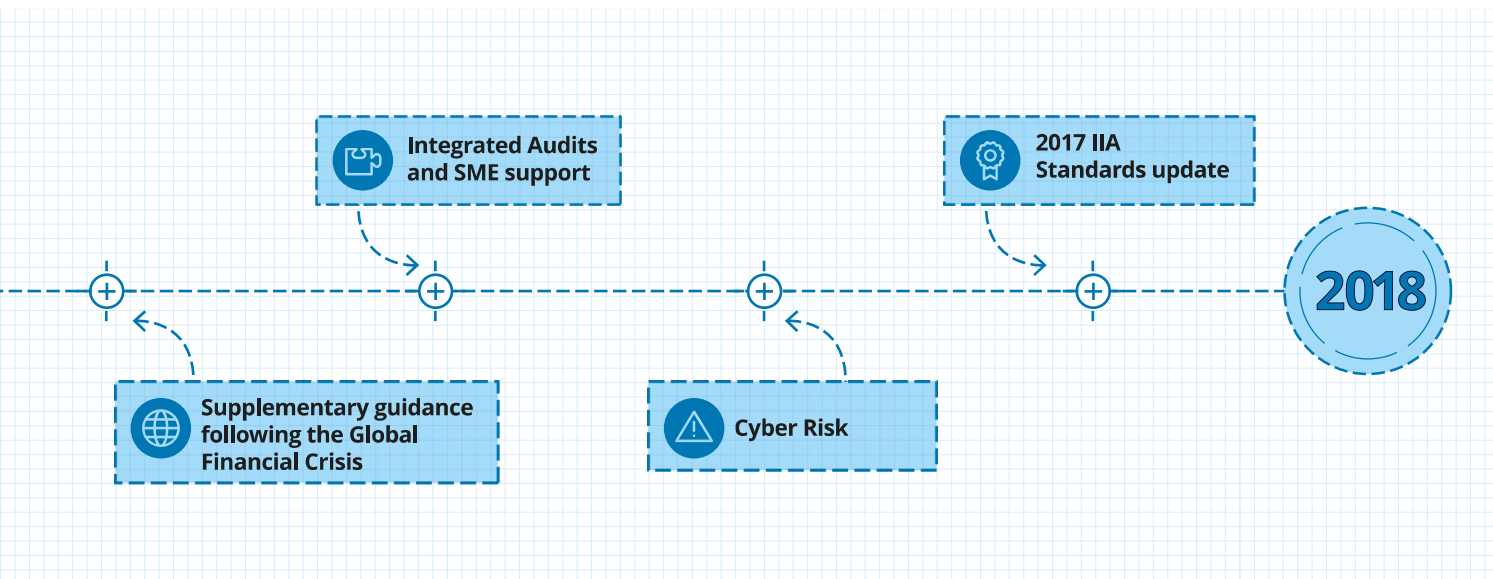 Integrated Audits
and SME support
2017 IIA
Standards update
2018
Supplementary guidance
following the Global
Financial Crisis
Cyber Risk